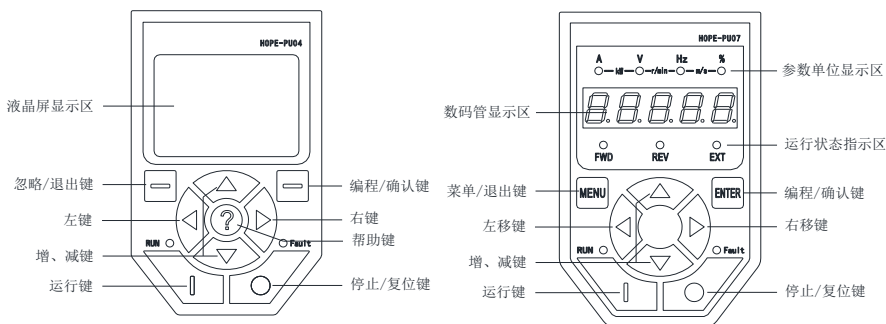 HOPE-PU04
液晶屏显示区
忽略/退出键
编程/确认键
左键
右键
?
帮助键
RUN
Fault
增、减键
运行键
停止/复位键
HOPE-PU07
A V Hz %
kW r/min m/s
参数单位显示区
数码管显示区
8.8.8.8.8.
运行状态指示区
FWD REV EXT
菜单/退出键
MENU
ENTER
编程/确认键
左移键
右移键
RUN
Fault
增、减键
运行键
停止/复位键